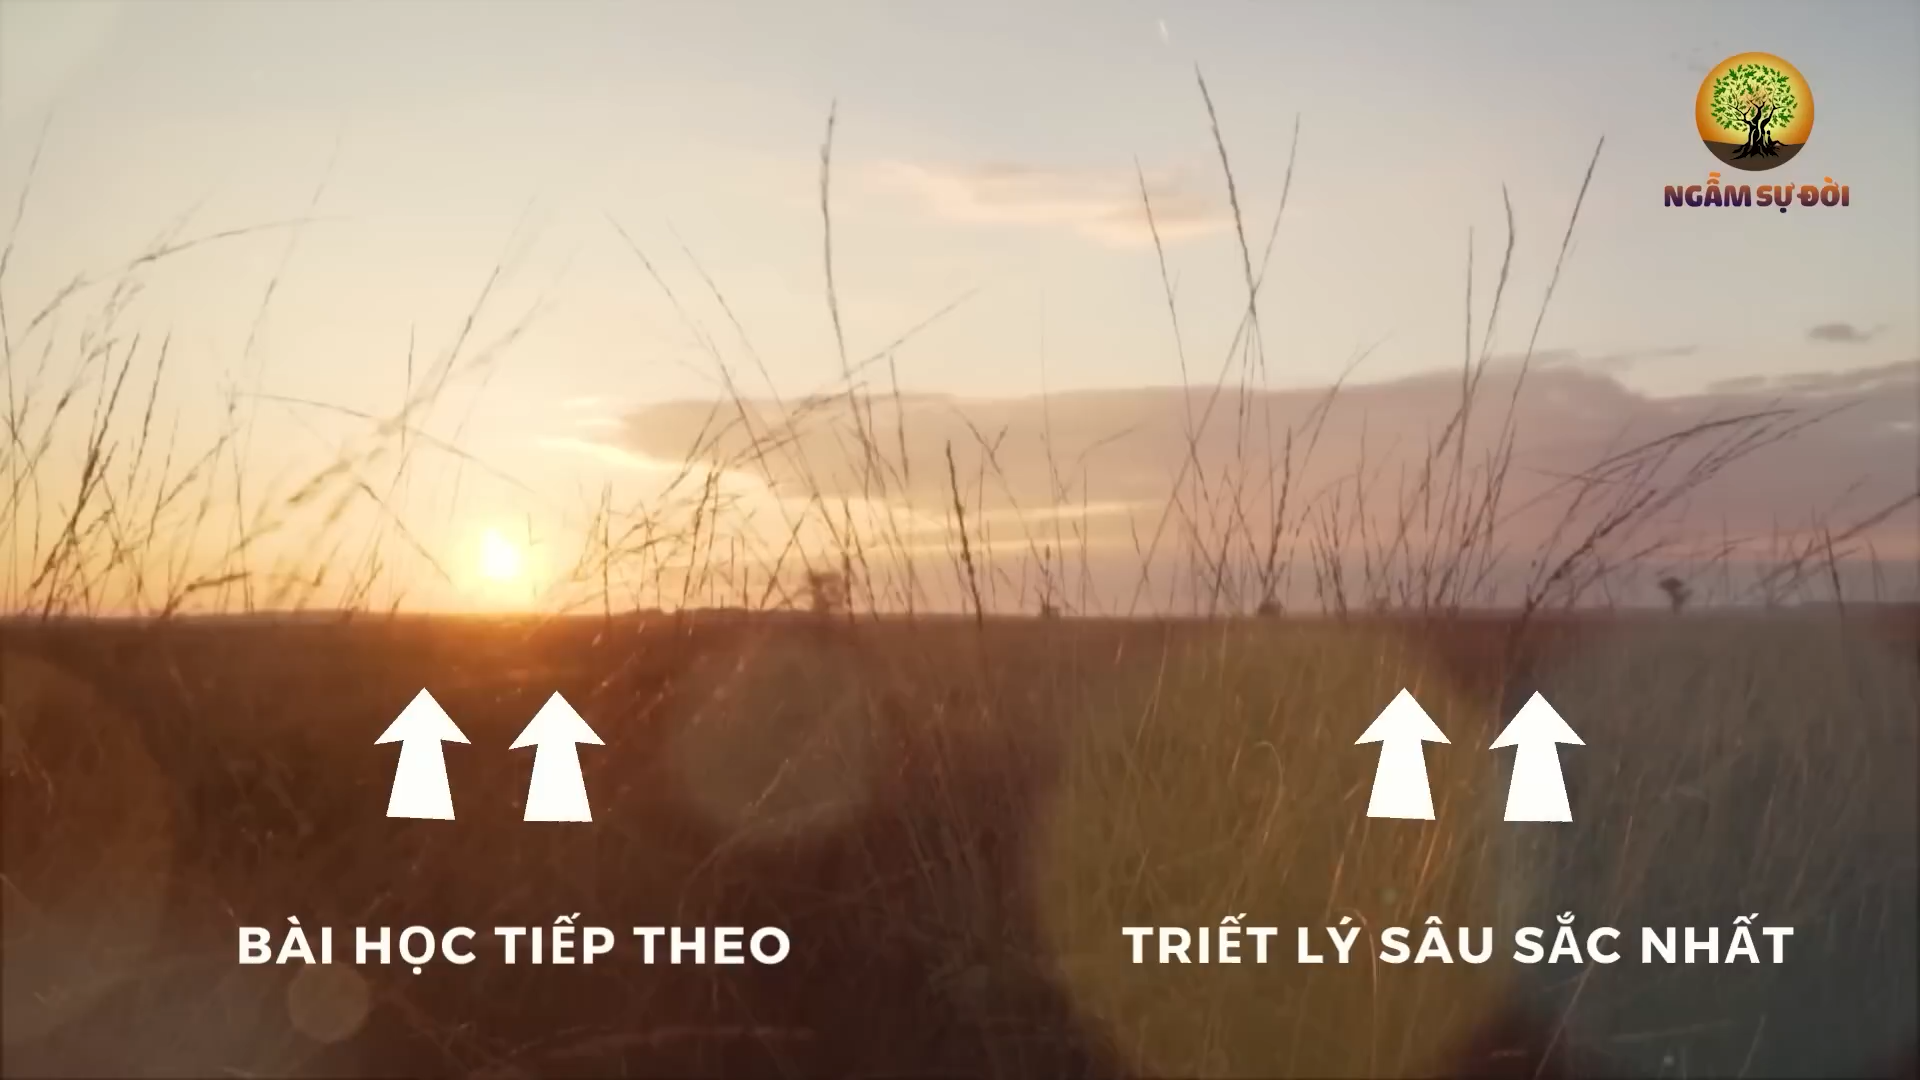 NGẪM SỰ ĐỜI
BÀI HỌC TIẾP THEO
TRIẾT LÝ SÂU SẮC NHẤT